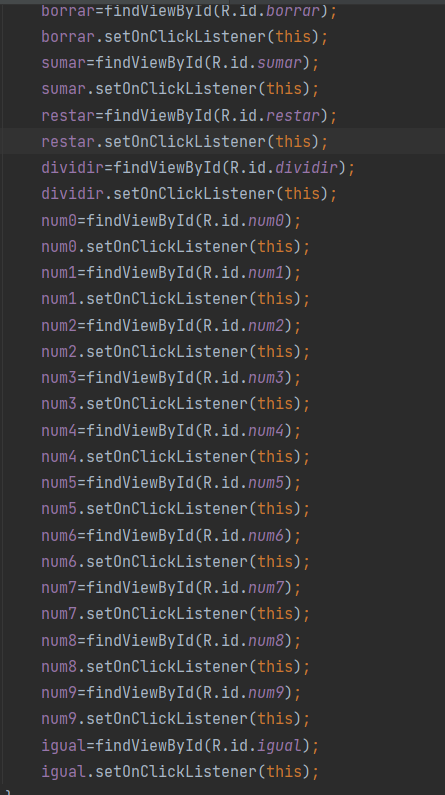 borrar=findViewById(R.id.borrar);
borrar.setOnClickListener(this);
sumar=findViewById(R.id.sumar);
sumar.setOnClickListener(this);
restar=findViewById(R.id.restar);
restar.setOnClickListener(this);
dividir=findViewById(R.id.dividir);
dividir.setOnClickListener(this);
num0=findViewById(R.id.num0);
num0.setOnClickListener(this);
num1=findViewById(R.id.num1);
num1.setOnClickListener(this);
num2=findViewById(R.id.num2);
num2.setOnClickListener(this);
num3=findViewById(R.id.num3);
num3.setOnClickListener(this);
num4=findViewById(R.id.num4);
num4.setOnClickListener(this);
num5=findViewById(R.id.num5);
num5.setOnClickListener(this);
num6=findViewById(R.id.num6);
num6.setOnClickListener(this);
num7=findViewById(R.id.num7);
num7.setOnClickListener(this);
num8=findViewById(R.id.num8);
num8.setOnClickListener(this);
num9=findViewById(R.id.num9);
num9.setOnClickListener(this);
igual=findViewById(R.id.igual);
igual.setOnClickListener(this);
}